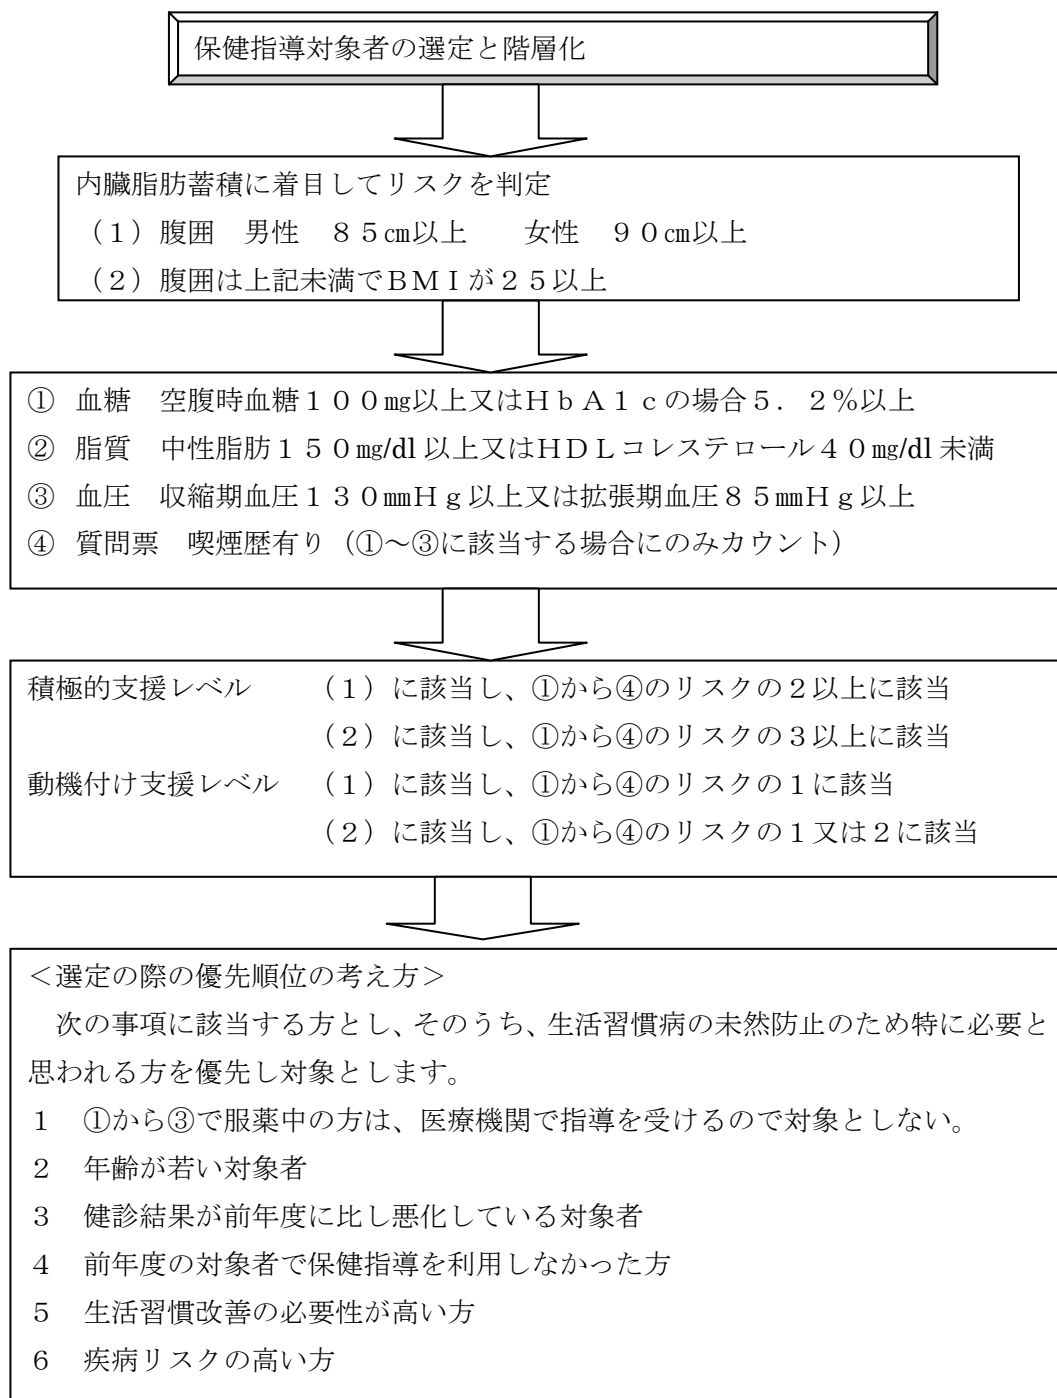 保健指導対象者の選定と階層化
内臓脂肪蓄積に着目してリスクを判定
（１）腹囲　男性　８５㎝以上　　女性　９０㎝以上
（２）腹囲は上記未満でＢＭＩが２５以上
①　血糖　空腹時血糖１００㎎以上又はＨｂＡ１ｃの場合５．２％以上
②　脂質　中性脂肪１５０㎎/dl 以上又はＨＤＬコレステロール４０㎎/dl 未満
③　血圧　収縮期血圧１３０㎜Ｈｇ以上又は拡張期血圧８５㎜Ｈｇ以上
④　質問票　喫煙歴有り（①～③に該当する場合にのみカウント）
積極的支援レベル　　（１）に該当し、①から④のリスクの２以上に該当
（２）に該当し、①から④のリスクの３以上に該当
動機付け支援レベル　（１）に該当し、①から④のリスクの１に該当
（２）に該当し、①から④のリスクの１又は２に該当
＜選定の際の優先順位の考え方＞
次の事項に該当する方とし、そのうち、生活習慣病の未然防止のため特に必要と
思われる方を優先し対象とします。
１　①から③で服薬中の方は、医療機関で指導を受けるので対象としない。
２　年齢が若い対象者
３　健診結果が前年度に比し悪化している対象者
４　前年度の対象者で保健指導を利用しなかった方
５　生活習慣改善の必要性が高い方
６　疾病リスクの高い方